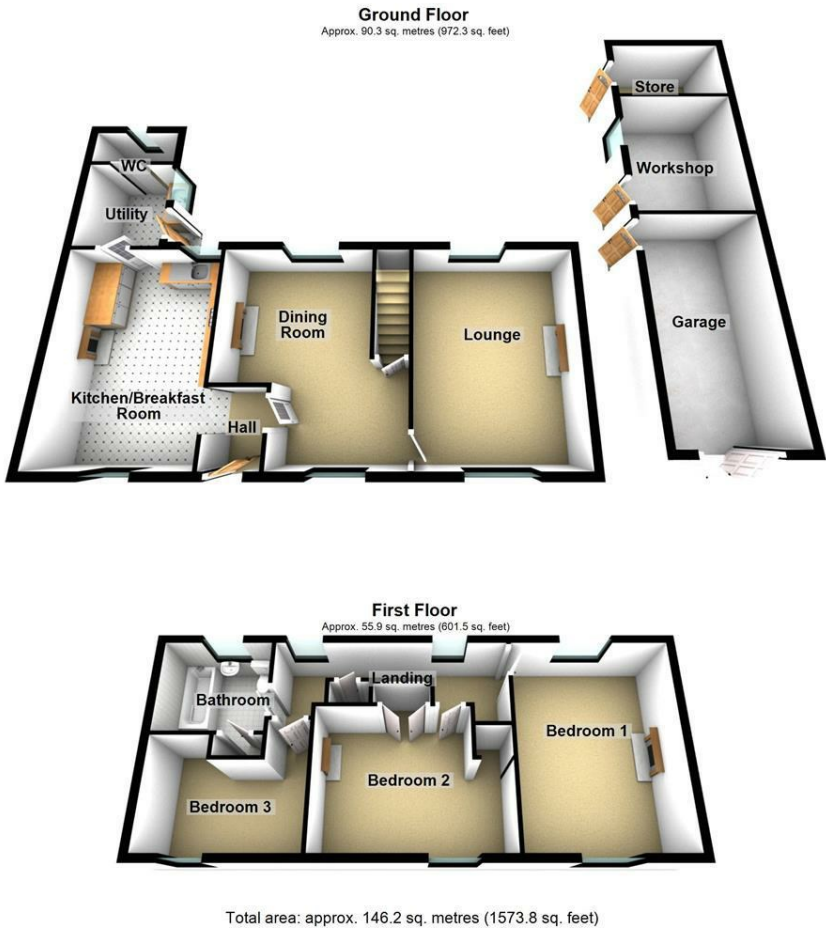 Ground Floor
Approx. 90.3 sq. metres (972.3 sq. feet)
Store
WC
Workshop
Utility
Dining
Room
Garage
Lounge
Kitchen/Breakfast
Room
Hall
First Floor
Approx. 55.9 sq. metres (601.5 sq. feet)
Landing
Bathroom
Bedroom 1
Bedroom 2
Bedroom 3
Total area: approx. 146.2 sq. metres (1573.8 sq. feet)